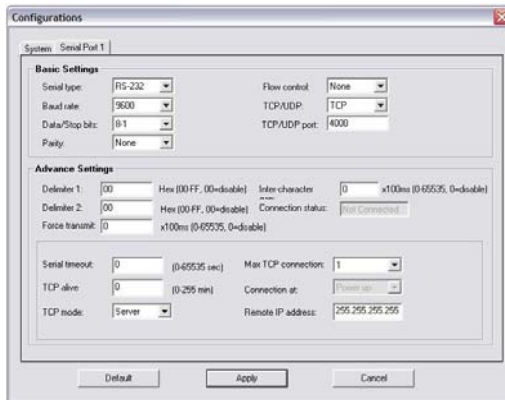 Configurations
System Serial Port 1
Basic Settings
Serial type: RS-232 Flow control: None
Baud rate: 9600 TCP/UDP: TCP
Data/Stop bits: 8-1 TCP/UDP port: 4000
Parity: None
Advance Settings
Delimiter 1: 00 Hex (00-FF, 00=disable) Inter-character 0 x100ms (0-65535, 0=disable)
Delimiter 2: 00 Hex (00-FF, 00=disable) Connection status: Not Connected
Force transmit: 0 x100ms (0-65535, 0=disable)
Serial timeout: 0 (0-65535 sec) Max TCP connection: 1
TCP alive 0 (0-255 min) Connection at: Power up
TCP mode: Server Remote IP address: 255.255.255.255
Default Apply Cancel